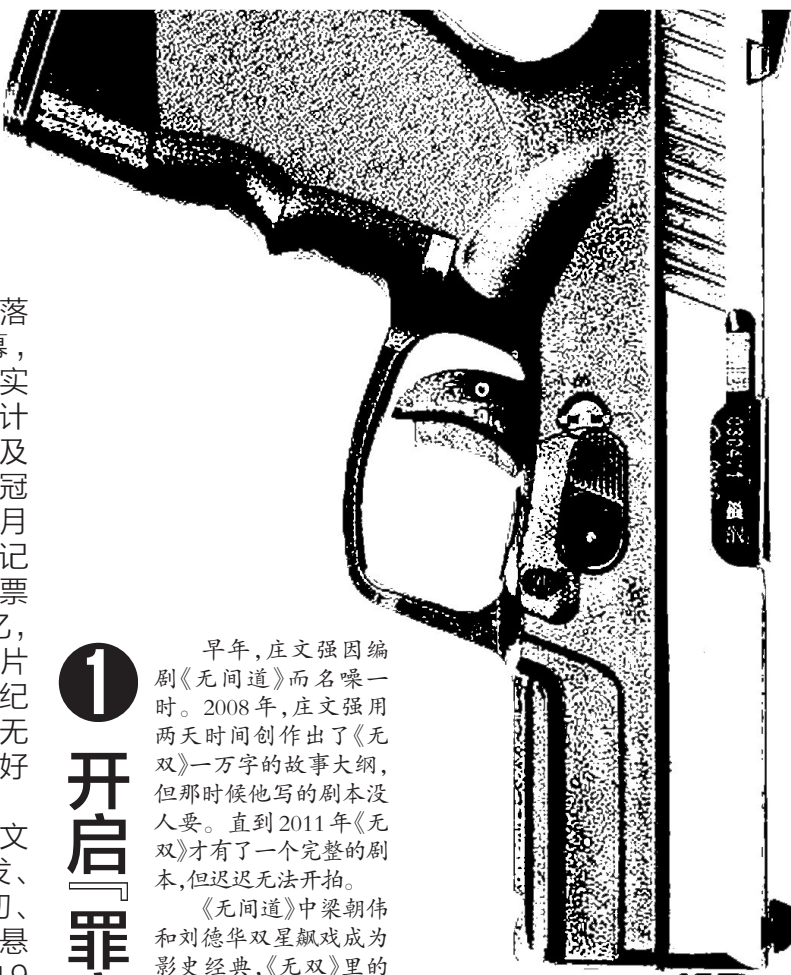 落
幕，
实
计
及
冠
月
记
票
亿，
片
纪
无
好
文
发、
切、
悬
19
❶
开启『罪
早年，庄文强因编
剧《无间道》而名噪一
时。2008年，庄文强用
两天时间创作出了《无
双》一万字的故事大纲，
但那时候他写的剧本没
人要。直到2011年《无
双》才有了一个完整的剧
本，但迟迟无法开拍。
《无间道》中梁朝伟
和刘德华双星飙戏成为
影史经典，《无双》里的